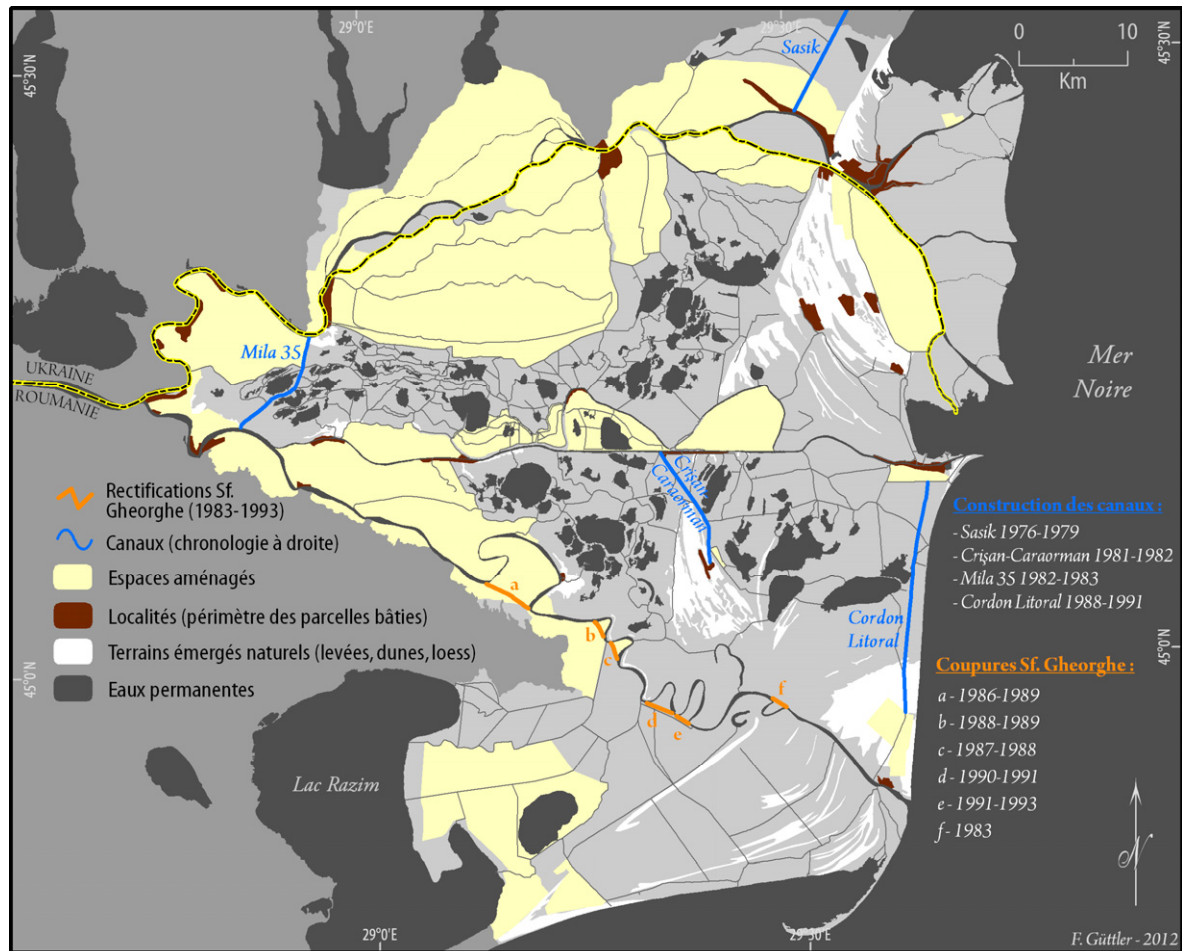 29°0'E
29°30'E
0
10
Km
45°30'N
45°30'N
Sasik
Mila 35
UKRAINE
ROUMANIE
Mer
Noire
Crişan-
Caraorman
Rectifications Sf.
Gheorghe (1983-1993)
Canaux (chronologie à droite)
Espaces aménagés
Localités (périmètre des parcelles bâties)
Terrains émergés naturels (levées, dunes, loess)
Eaux permanentes
a
b
c
d
e
f
Cordon
Litoral
Construction des canaux :
- Sasik 1976-1979
- Crişan-Caraorman 1981-1982
- Mila 35 1982-1983
- Cordon Litoral 1988-1991
Coupures Sf. Gheorghe :
a - 1986-1989
b - 1988-1989
c - 1987-1988
d - 1990-1991
e - 1991-1993
f - 1983
45°0'N
45°0'N
Lac Razim
N
29°0'E
29°30'E
F. Güttler - 2012